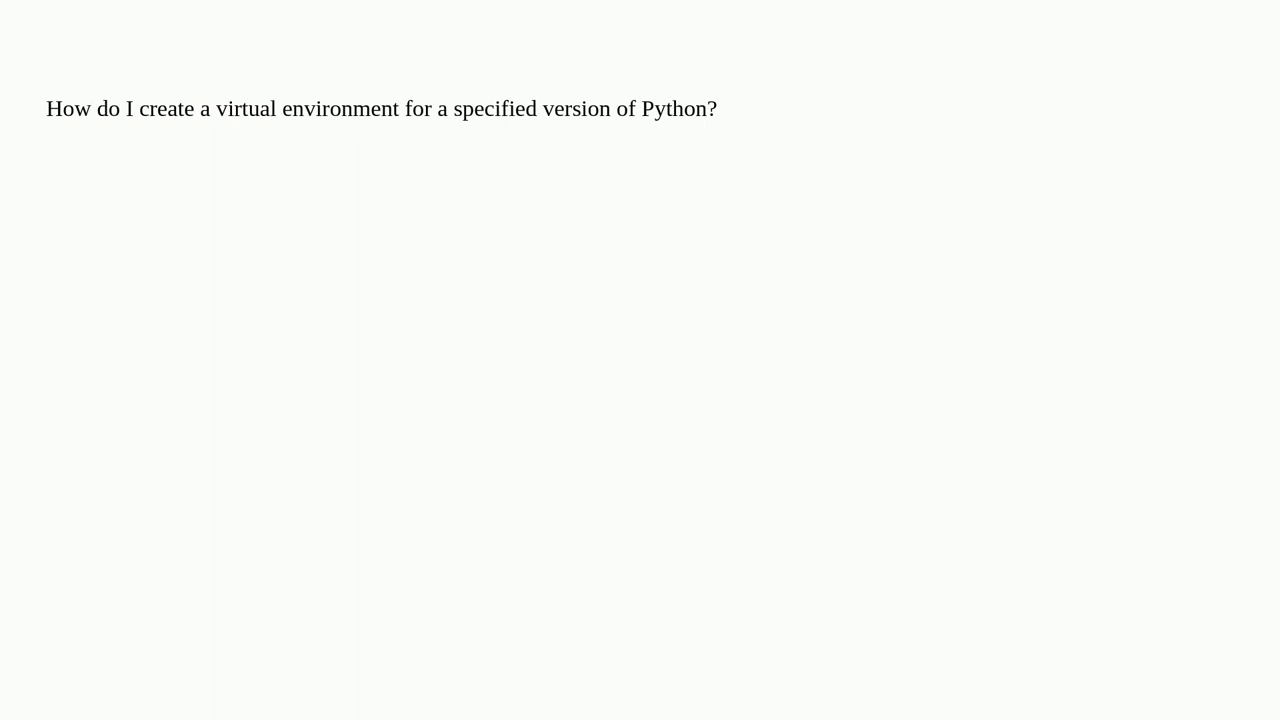 How do I create a virtual environment for a specified version of Python?